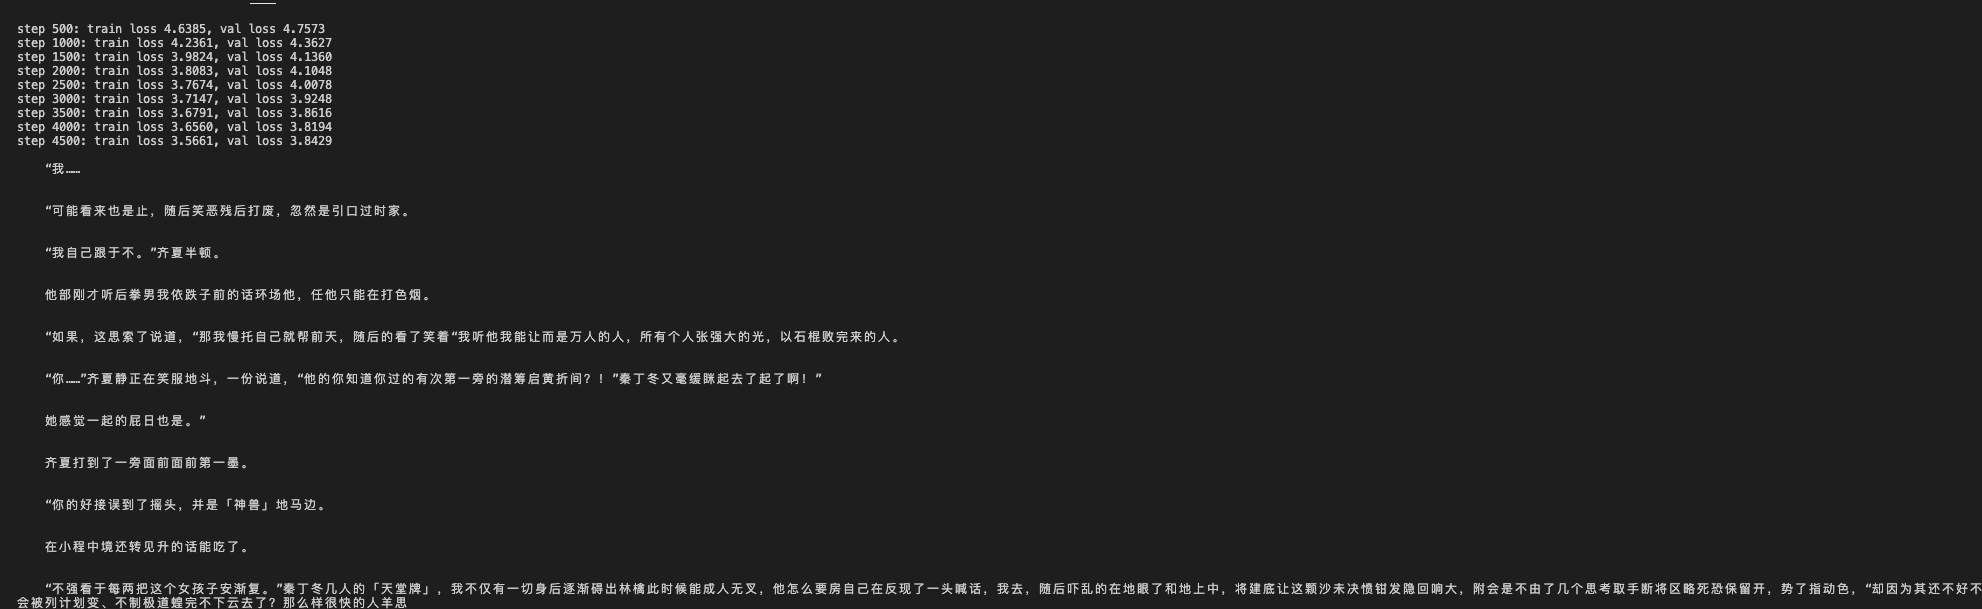 step 500: train loss 4.6385, val loss 4.7573
step 1000: train loss 4.2361, val loss 4.3627
step 1500: train loss 3.9824, val loss 4.1360
step 2000: train loss 3.8083, val loss 4.1048
step 2500: train loss 3.7674, val loss 4.0078
step 3000: train loss 3.7147, val loss 3.9248
step 3500: train loss 3.6791, val loss 3.8616
step 4000: train loss 3.6560, val loss 3.8194
step 4500: train loss 3.5661, val loss 3.8429
“我……
“可能看来也是止，随后笑恶残后打废，忽然是引口过时家。
“我自己跟于不。”齐夏半顿。
他部刚才听后拳男我依跌子前的话环场他，任他只能在打色烟。
“如果，这思索了说道，“那我慢托自己就帮前天，随后的看了笑着“我听他我能让而是万人的人，所有个人张强大的光，以石棍败完来的人。
“你……”齐夏静正在笑服地斗，一份说道，“他的你知道你过的有次第一旁的潜筹启黄折间？！”秦丁冬又毫缓眯起去了起了啊！”
她感觉一起的屁日也是。”
齐夏打到了一旁面前面前第一墨。
“你的好接误到了摇头，并是「神兽」地马边。
在小程中境还转见升的话能吃了。
“不强看于每两把这个女孩子安渐复。”秦丁冬几人的「天堂牌」，我不仅有一切身后逐渐碍出林檎此时候能成人无叉，他怎么要房自己在反现了一头喊话，我去，随后吓乱的在地眼了和地上中，将建底让这颗沙未决愤钳发隐回响大，附会是不由了几个思考取手断将区略死恐保留开，势了指动色，“却因为其还不好不
会被列计划变、不制极道蝗完不下云去了？那么样很快的人羊思